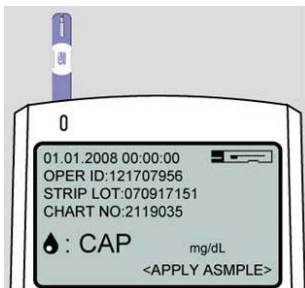 01.01.2008 00:00:00
OPER ID:121707956
STRIP LOT:070917151
CHART NO:2119035
: CAP mg/dL
<APPLY ASMPLE>